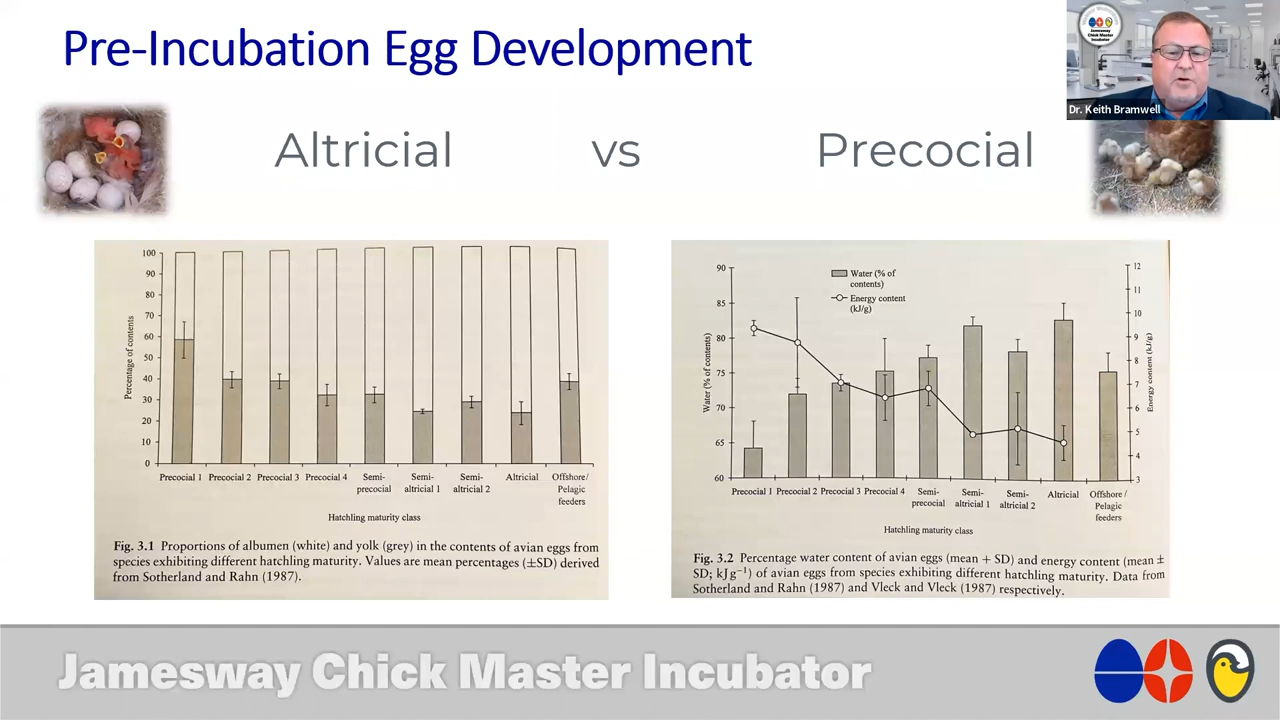 Pre-Incubation Egg Development
Jamesway
Chick Master
Incubator
Dr. Keith Bramwell
Altricial vs Precocial
100
90
80
70
60
50
40
30
20
10
0
Percentage of contents
Precocial 1 Precocial 2 Precocial 3 Precocial 4 Semi-precocial Semi-altricial 1 Semi-altricial 2 Altricial Offshore/Pelagic feeders
Hatchling maturity class
Fig. 3.1 Proportions of albumen (white) and yolk (grey) in the contents of avian eggs from
species exhibiting different hatchling maturity. Values are mean percentages (±SD) derived
from Sotherland and Rahn (1987).
90
85
80
75
70
65
60
Water (% of contents)
Water (% of
contents)
Energy content
(kJ/g)
12
11
10
9
8
7
6
5
4
3
Energy content (kJ/g)
Precocial 1 Precocial 2 Precocial 3 Precocial 4 Semi-precocial Semi-altricial 1 Semi-altricial 2 Altricial Offshore / Pelagic feeders
Hatchling maturity class
Fig. 3.2 Percentage water content of avian eggs (mean + SD) and energy content (mean ±
SD; kJ g⁻¹) of avian eggs from species exhibiting different hatchling maturity. Data from
Sotherland and Rahn (1987) and Vleck and Vleck (1987) respectively.
Jamesway Chick Master Incubator